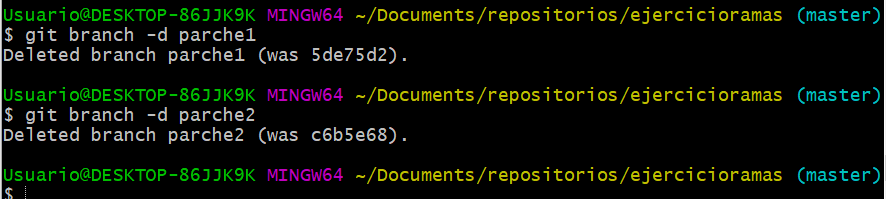 Usuario@DESKTOP-86JJK9K MINGW64 ~/Documents/repositorios/ejercicioramas (master)
$ git branch -d parche1
Deleted branch parche1 (was 5de75d2).
Usuario@DESKTOP-86JJK9K MINGW64 ~/Documents/repositorios/ejercicioramas (master)
$ git branch -d parche2
Deleted branch parche2 (was c6b5e68).
Usuario@DESKTOP-86JJK9K MINGW64 ~/Documents/repositorios/ejercicioramas (master)
$